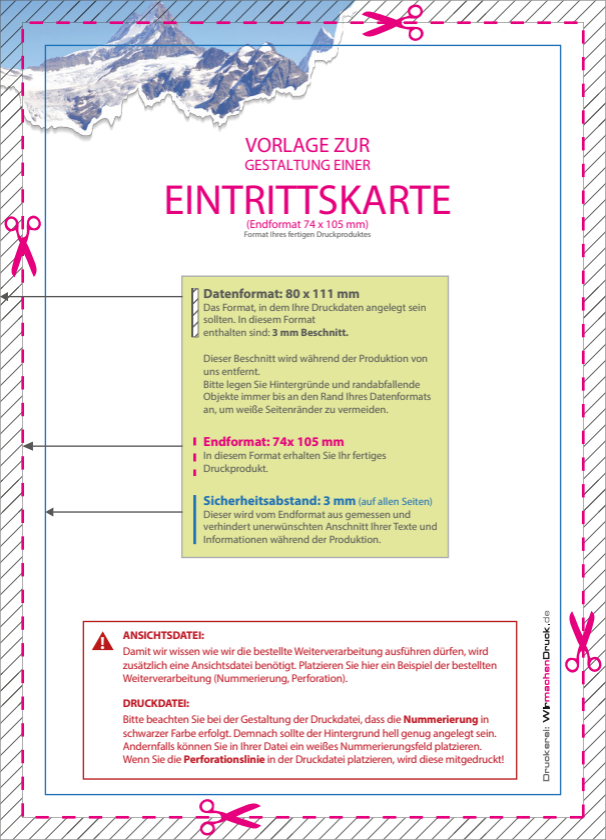 VORLAGE ZUR
GESTALTUNG EINER
EINTRITTSKARTE
(Endformat 74 x 105 mm)
Format Ihres fertigen Druckproduktes
Datenformat: 80 x 111 mm
Das Format, in dem Ihre Druckdaten angelegt sein
sollten. In diesem Format
enthalten sind: 3 mm Beschnitt.
Dieser Beschnitt wird während der Produktion von
uns entfernt.
Bitte legen Sie Hintergründe und randabfallende
Objekte immer bis an den Rand Ihres Datenformats
an, um weiße Seitenränder zu vermeiden.
Endformat: 74x 105 mm
In diesem Format erhalten Sie Ihr fertiges
Druckprodukt.
Sicherheitsabstand: 3 mm (auf allen Seiten)
Dieser wird vom Endformat aus gemessen und
verhindert unerwünschten Anschnitt Ihrer Texte und
Informationen während der Produktion.
ANSICHTSDATEI:
Damit wir wissen wie wir die bestellte Weiterverarbeitung ausführen dürfen, wird
zusätzlich eine Ansichtsdatei benötigt. Platzieren Sie hier ein Beispiel der bestellten
Weiterverarbeitung (Nummerierung, Perforation).
DRUCKDATEI:
Bitte beachten Sie bei der Gestaltung der Druckdatei, dass die Nummerierung in
schwarzer Farbe erfolgt. Demnach sollte der Hintergrund hell genug angelegt sein.
Andernfalls können Sie in Ihrer Datei ein weißes Nummerierungsfeld platzieren.
Wenn Sie die Perforationslinie in der Druckdatei platzieren, wird diese mitgedruckt!
Druckerei: WIrmachenDruck.de